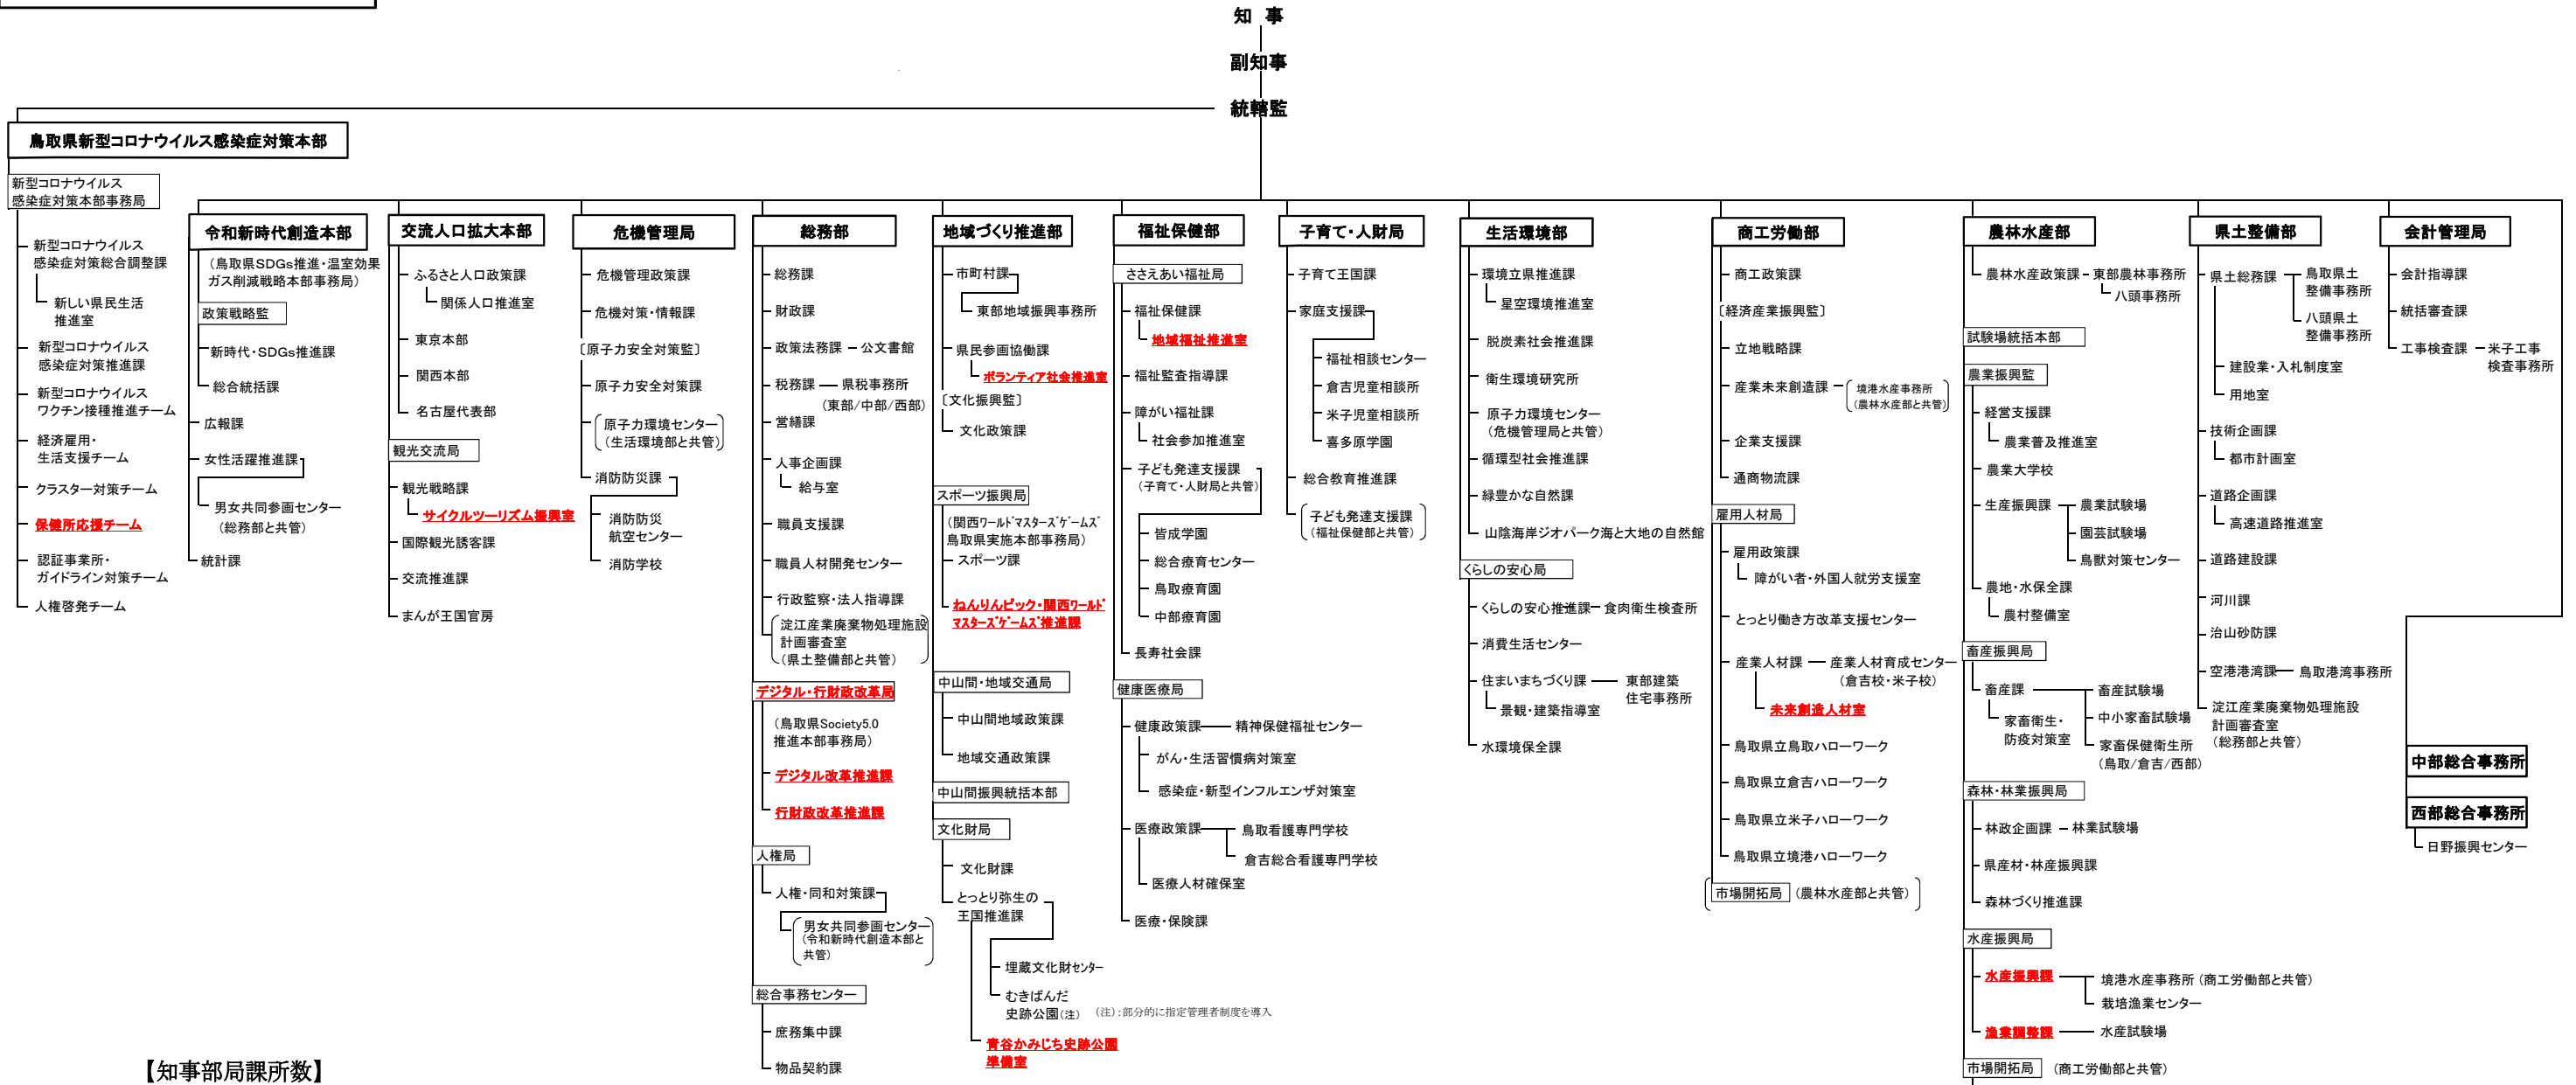 知 事
副知事
統轄監
鳥取県新型コロナウイルス感染症対策本部
新型コロナウイルス
感染症対策本部事務局
新型コロナウイルス
感染症対策総合調整課
新しい県民生活
推進室
新型コロナウイルス
感染症対策推進課
新型コロナウイルス
ワクチン接種推進チーム
経済雇用・
生活支援チーム
クラスター対策チーム
保健所応援チーム
認証事業所・
ガイドライン対策チーム
人権啓発チーム
令和新時代創造本部
(鳥取県SDGs推進・温室効果
ガス削減戦略本部事務局)
政策戦略監
新時代・SDGs推進課
総合統括課
広報課
女性活躍推進課
男女共同参画センター
(総務部と共管)
統計課
交流人口拡大本部
ふるさと人口政策課
関係人口推進室
東京本部
関西本部
名古屋代表部
観光交流局
観光戦略課
サイクルツーリズム振興室
国際観光誘客課
交流推進課
まんが王国官房
危機管理局
危機管理政策課
危機対策・情報課
〔原子力安全対策監〕
原子力安全対策課
原子力環境センター
(生活環境部と共管)
消防防災課
消防防災
航空センター
消防学校
総務部
総務課
財政課
政策法務課 公文書館
税務課 県税事務所
(東部/中部/西部)
営繕課
人事企画課
給与室
職員支援課
職員人材開発センター
行政監察・法人指導課
淀江産業廃棄物処理施設
計画審査室
(県土整備部と共管)
デジタル・行財政改革局
(鳥取県Society5.0
推進本部事務局)
デジタル改革推進課
行財政改革推進課
人権局
人権・同和対策課
男女共同参画センター
(令和新時代創造本部と
共管)
総合事務センター
庶務集中課
物品契約課
地域づくり推進部
市町村課
東部地域振興事務所
県民参画協働課
ボランティア社会推進室
〔文化振興監〕
文化政策課
スポーツ振興局
(関西ワールドマスターズゲームズ
鳥取県実施本部事務局)
スポーツ課
ねんりんピック・関西ワールド
マスターズゲームズ推進課
中山間・地域交通局
中山間地域政策課
地域交通政策課
中山間振興統括本部
文化財局
文化財課
とっとり弥生の
王国推進課
埋蔵文化財センター
むきばんだ
史跡公園(注) (注):部分的に指定管理者制度を導入
青谷かみじち史跡公園
準備室
福祉保健部
ささえあい福祉局
福祉保健課
地域福祉推進室
福祉監査指導課
障がい福祉課
社会参加推進室
子ども発達支援課
(子育て・人財局と共管)
皆成学園
総合療育センター
鳥取療育園
中部療育園
長寿社会課
健康医療局
健康政策課 精神保健福祉センター
がん・生活習慣病対策室
感染症・新型インフルエンザ対策室
医療政策課 鳥取看護専門学校
倉吉総合看護専門学校
医療人材確保室
医療・保険課
子育て・人財局
子育て王国課
家庭支援課
福祉相談センター
倉吉児童相談所
米子児童相談所
喜多原学園
総合教育推進課
子ども発達支援課
(福祉保健部と共管)
生活環境部
環境立県推進課
星空環境推進室
脱炭素社会推進課
衛生環境研究所
原子力環境センター
(危機管理局と共管)
循環型社会推進課
緑豊かな自然課
山陰海岸ジオパーク海と大地の自然館
くらしの安心局
くらしの安心推進課 食肉衛生検査所
消費生活センター
住まいまちづくり課 東部建築
住宅事務所
景観・建築指導室
水環境保全課
商工労働部
商工政策課
〔経済産業振興監〕
立地戦略課
産業未来創造課 境港水産事務所
(農林水産部と共管)
企業支援課
通商物流課
雇用人材局
雇用政策課
障がい者・外国人就労支援室
とっとり働き方改革支援センター
産業人材課 産業人材育成センター
(倉吉校・米子校)
未来創造人材室
鳥取県立鳥取ハローワーク
鳥取県立倉吉ハローワーク
鳥取県立米子ハローワーク
鳥取県立境港ハローワーク
市場開拓局 (農林水産部と共管)
農林水産部
農林水産政策課 東部農林事務所
八頭事務所
試験場統括本部
農業振興監
経営支援課
農業普及推進室
農業大学校
生産振興課 農業試験場
園芸試験場
鳥獣対策センター
農地・水保全課
農村整備室
畜産振興局
畜産課 畜産試験場
中小家畜試験場
家畜衛生・
防疫対策室
家畜保健衛生所
(鳥取/倉吉/西部)
森林・林業振興局
林政企画課 林業試験場
県産材・林産振興課
森林づくり推進課
水産振興局
水産振興課 境港水産事務所 (商工労働部と共管)
栽培漁業センター
漁業調整課 水産試験場
市場開拓局 (商工労働部と共管)
県土整備部
県土総務課 鳥取県土
整備事務所
八頭県土
整備事務所
建設業・入札制度室
用地室
技術企画課
都市計画室
道路企画課
高速道路推進室
道路建設課
河川課
治山砂防課
空港港湾課 鳥取港湾事務所
淀江産業廃棄物処理施設
計画審査室
(総務部と共管)
会計管理局
会計指導課
統括審査課
工事検査課 米子工事
検査事務所
中部総合事務所
西部総合事務所
日野振興センター
【知事部局課所数】